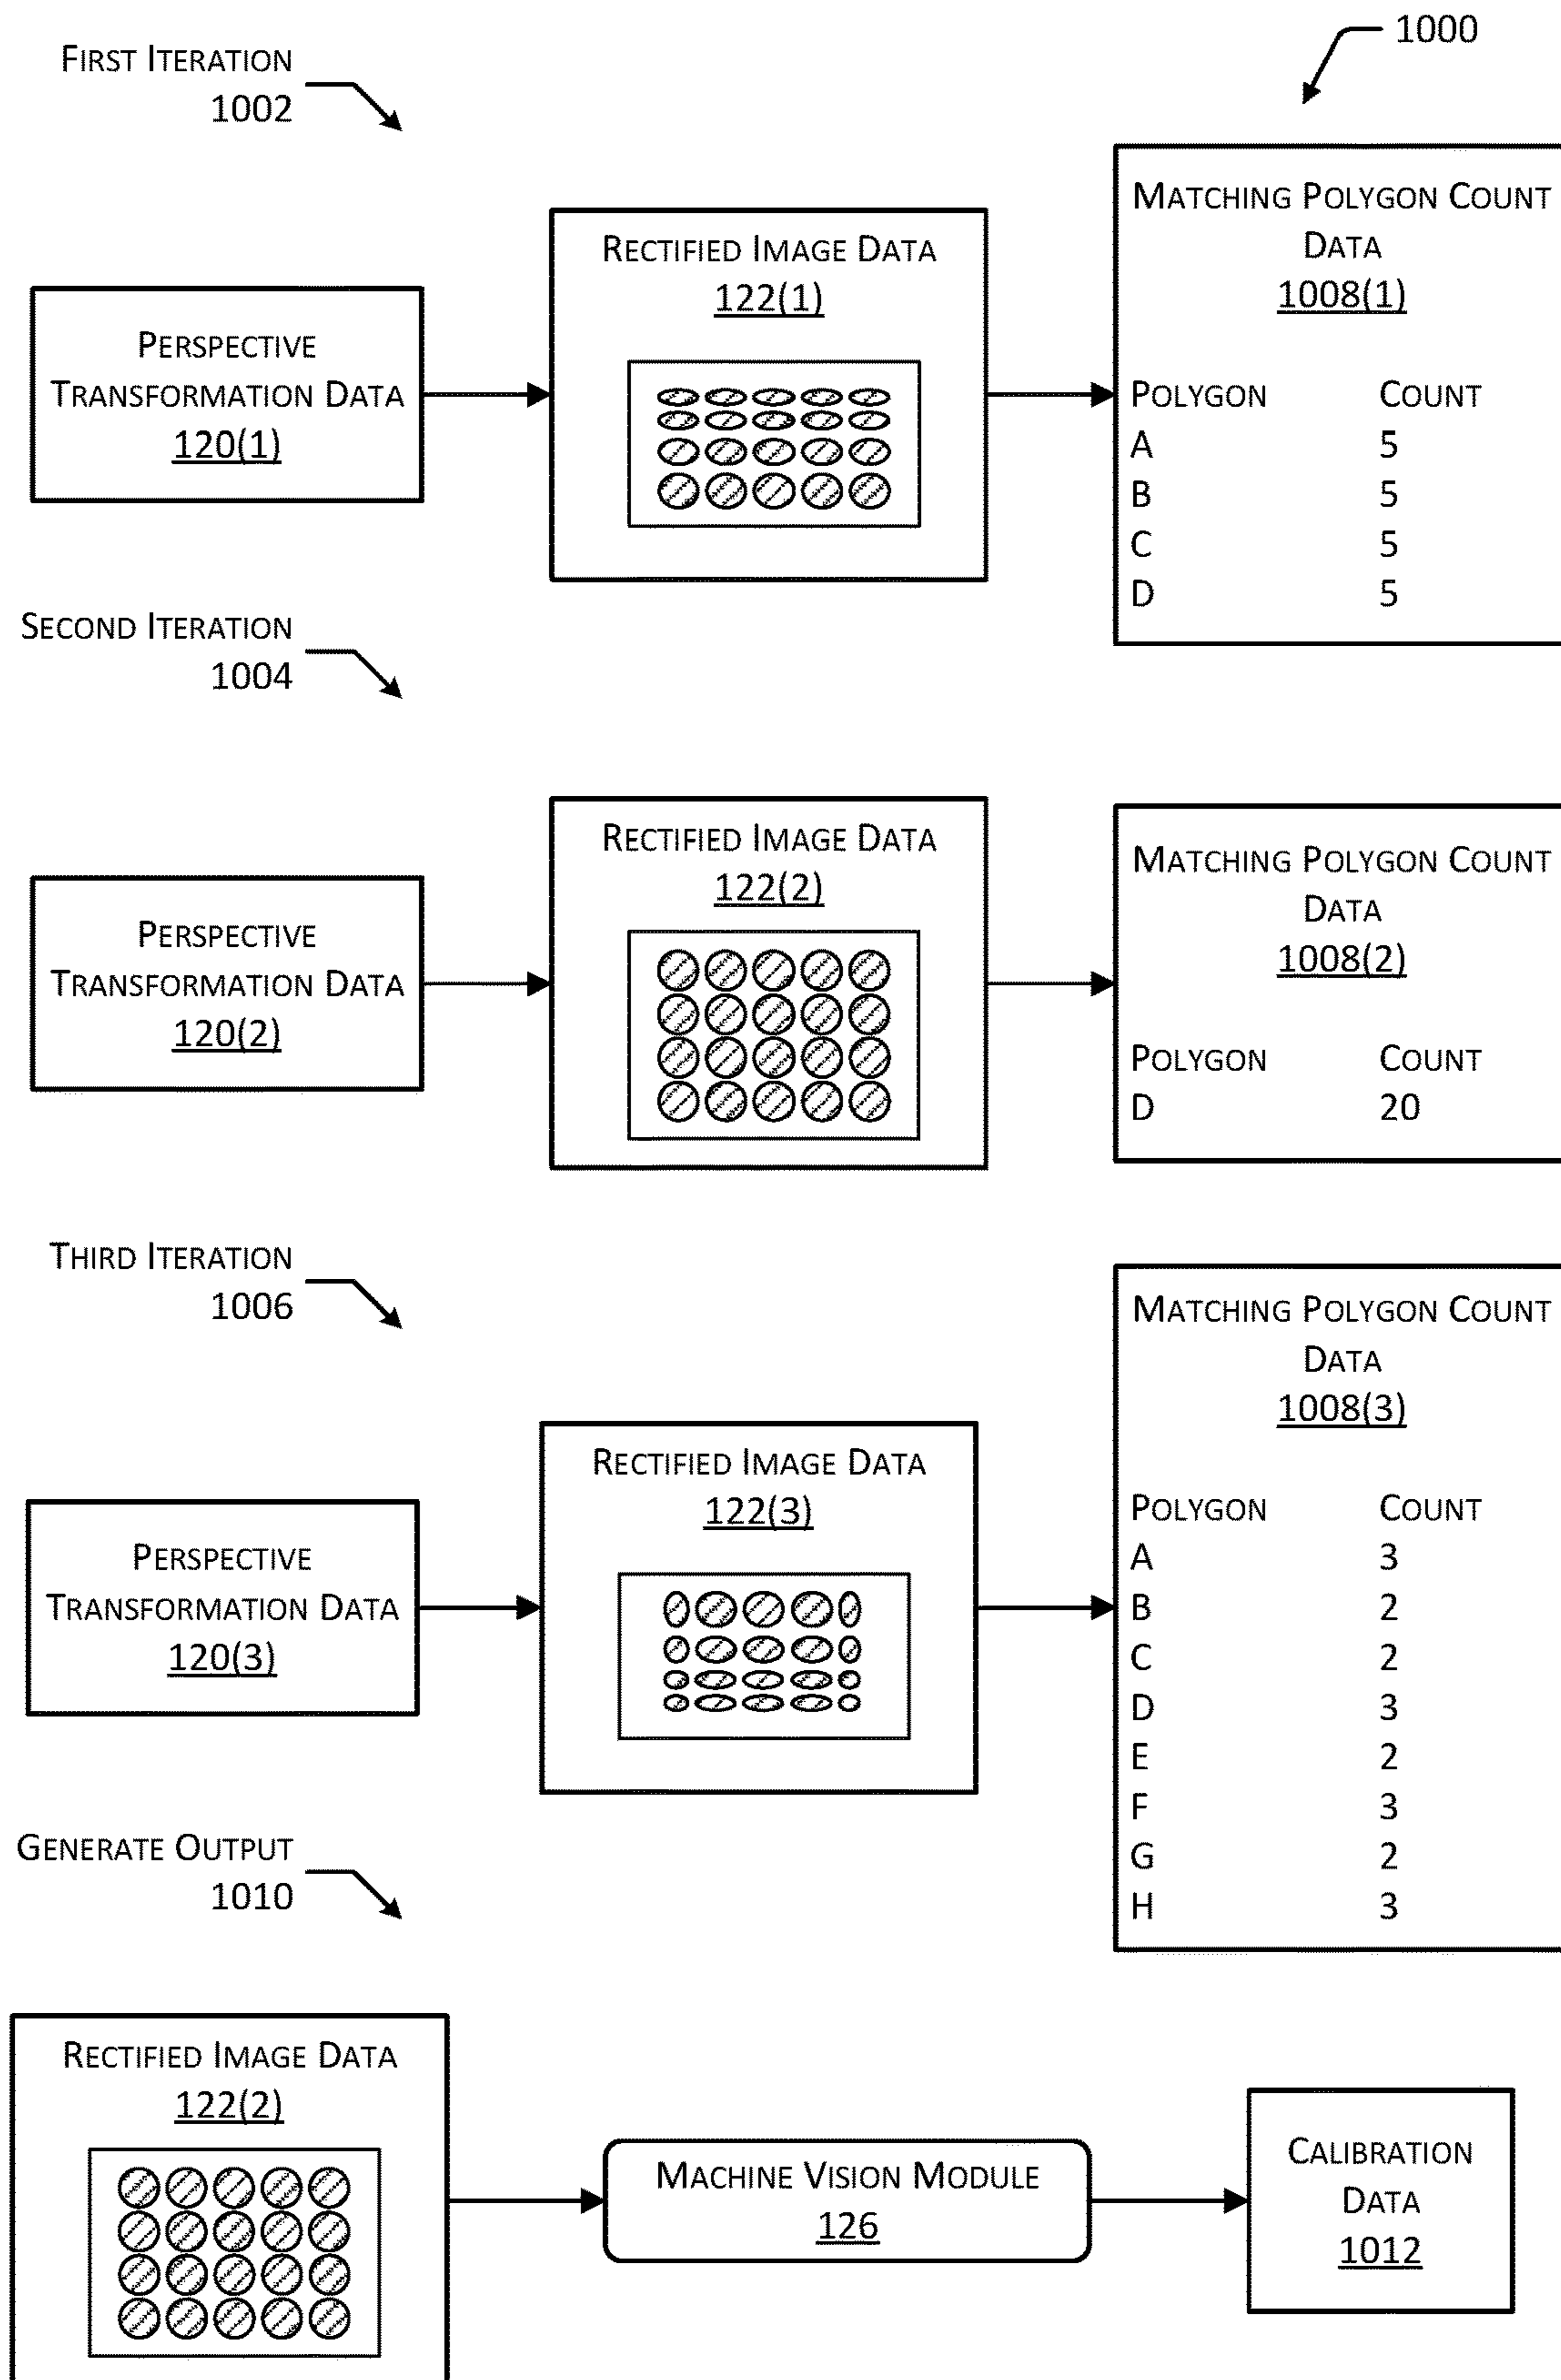 1000
FIRST ITERATION
1002
PERSPECTIVE
TRANSFORMATION DATA
120(1)
RECTIFIED IMAGE DATA
122(1)
MATCHING POLYGON COUNT
DATA
1008(1)
POLYGON COUNT
A 5
B 5
C 5
D 5
SECOND ITERATION
1004
PERSPECTIVE
TRANSFORMATION DATA
120(2)
RECTIFIED IMAGE DATA
122(2)
MATCHING POLYGON COUNT
DATA
1008(2)
POLYGON COUNT
D 20
THIRD ITERATION
1006
PERSPECTIVE
TRANSFORMATION DATA
120(3)
RECTIFIED IMAGE DATA
122(3)
MATCHING POLYGON COUNT
DATA
1008(3)
POLYGON COUNT
A 3
B 2
C 2
D 3
E 2
F 3
G 2
H 3
GENERATE OUTPUT
1010
RECTIFIED IMAGE DATA
122(2)
MACHINE VISION MODULE
126
CALIBRATION
DATA
1012